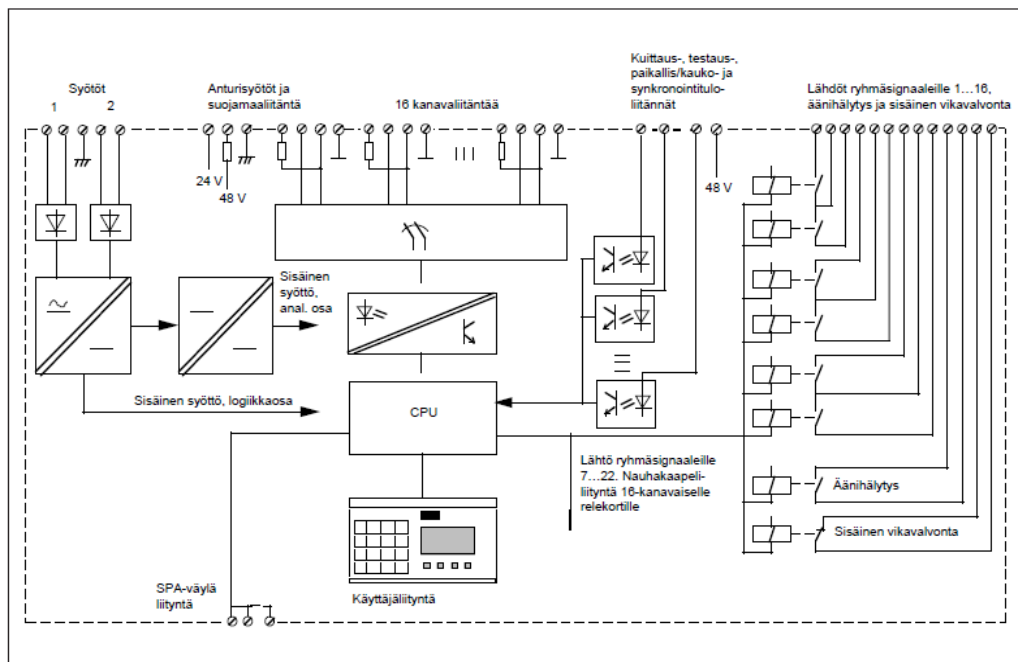 Syötöt
1
2
Anturisyötöt ja
suojamaaliitäntä
16 kanavaliitäntää
Kuittaus-, testaus-,
paikallis/kauko- ja
synkronointitulo-
liitännät
Lähdöt ryhmäsignaaleille 1...16,
äänihälytys ja sisäinen vikavalvonta
24 V
48 V
48 V
Sisäinen
syöttö,
anal. osa
Sisäinen syöttö, logiikkaosa
CPU
Lähtö ryhmäsignaaleille
7...22. Nauhakaapeli-
liityntä 16-kanavaiselle
relekortille
Äänihälytys
Sisäinen vikavalvonta
SPA-väylä
liityntä
Käyttäjäliityntä